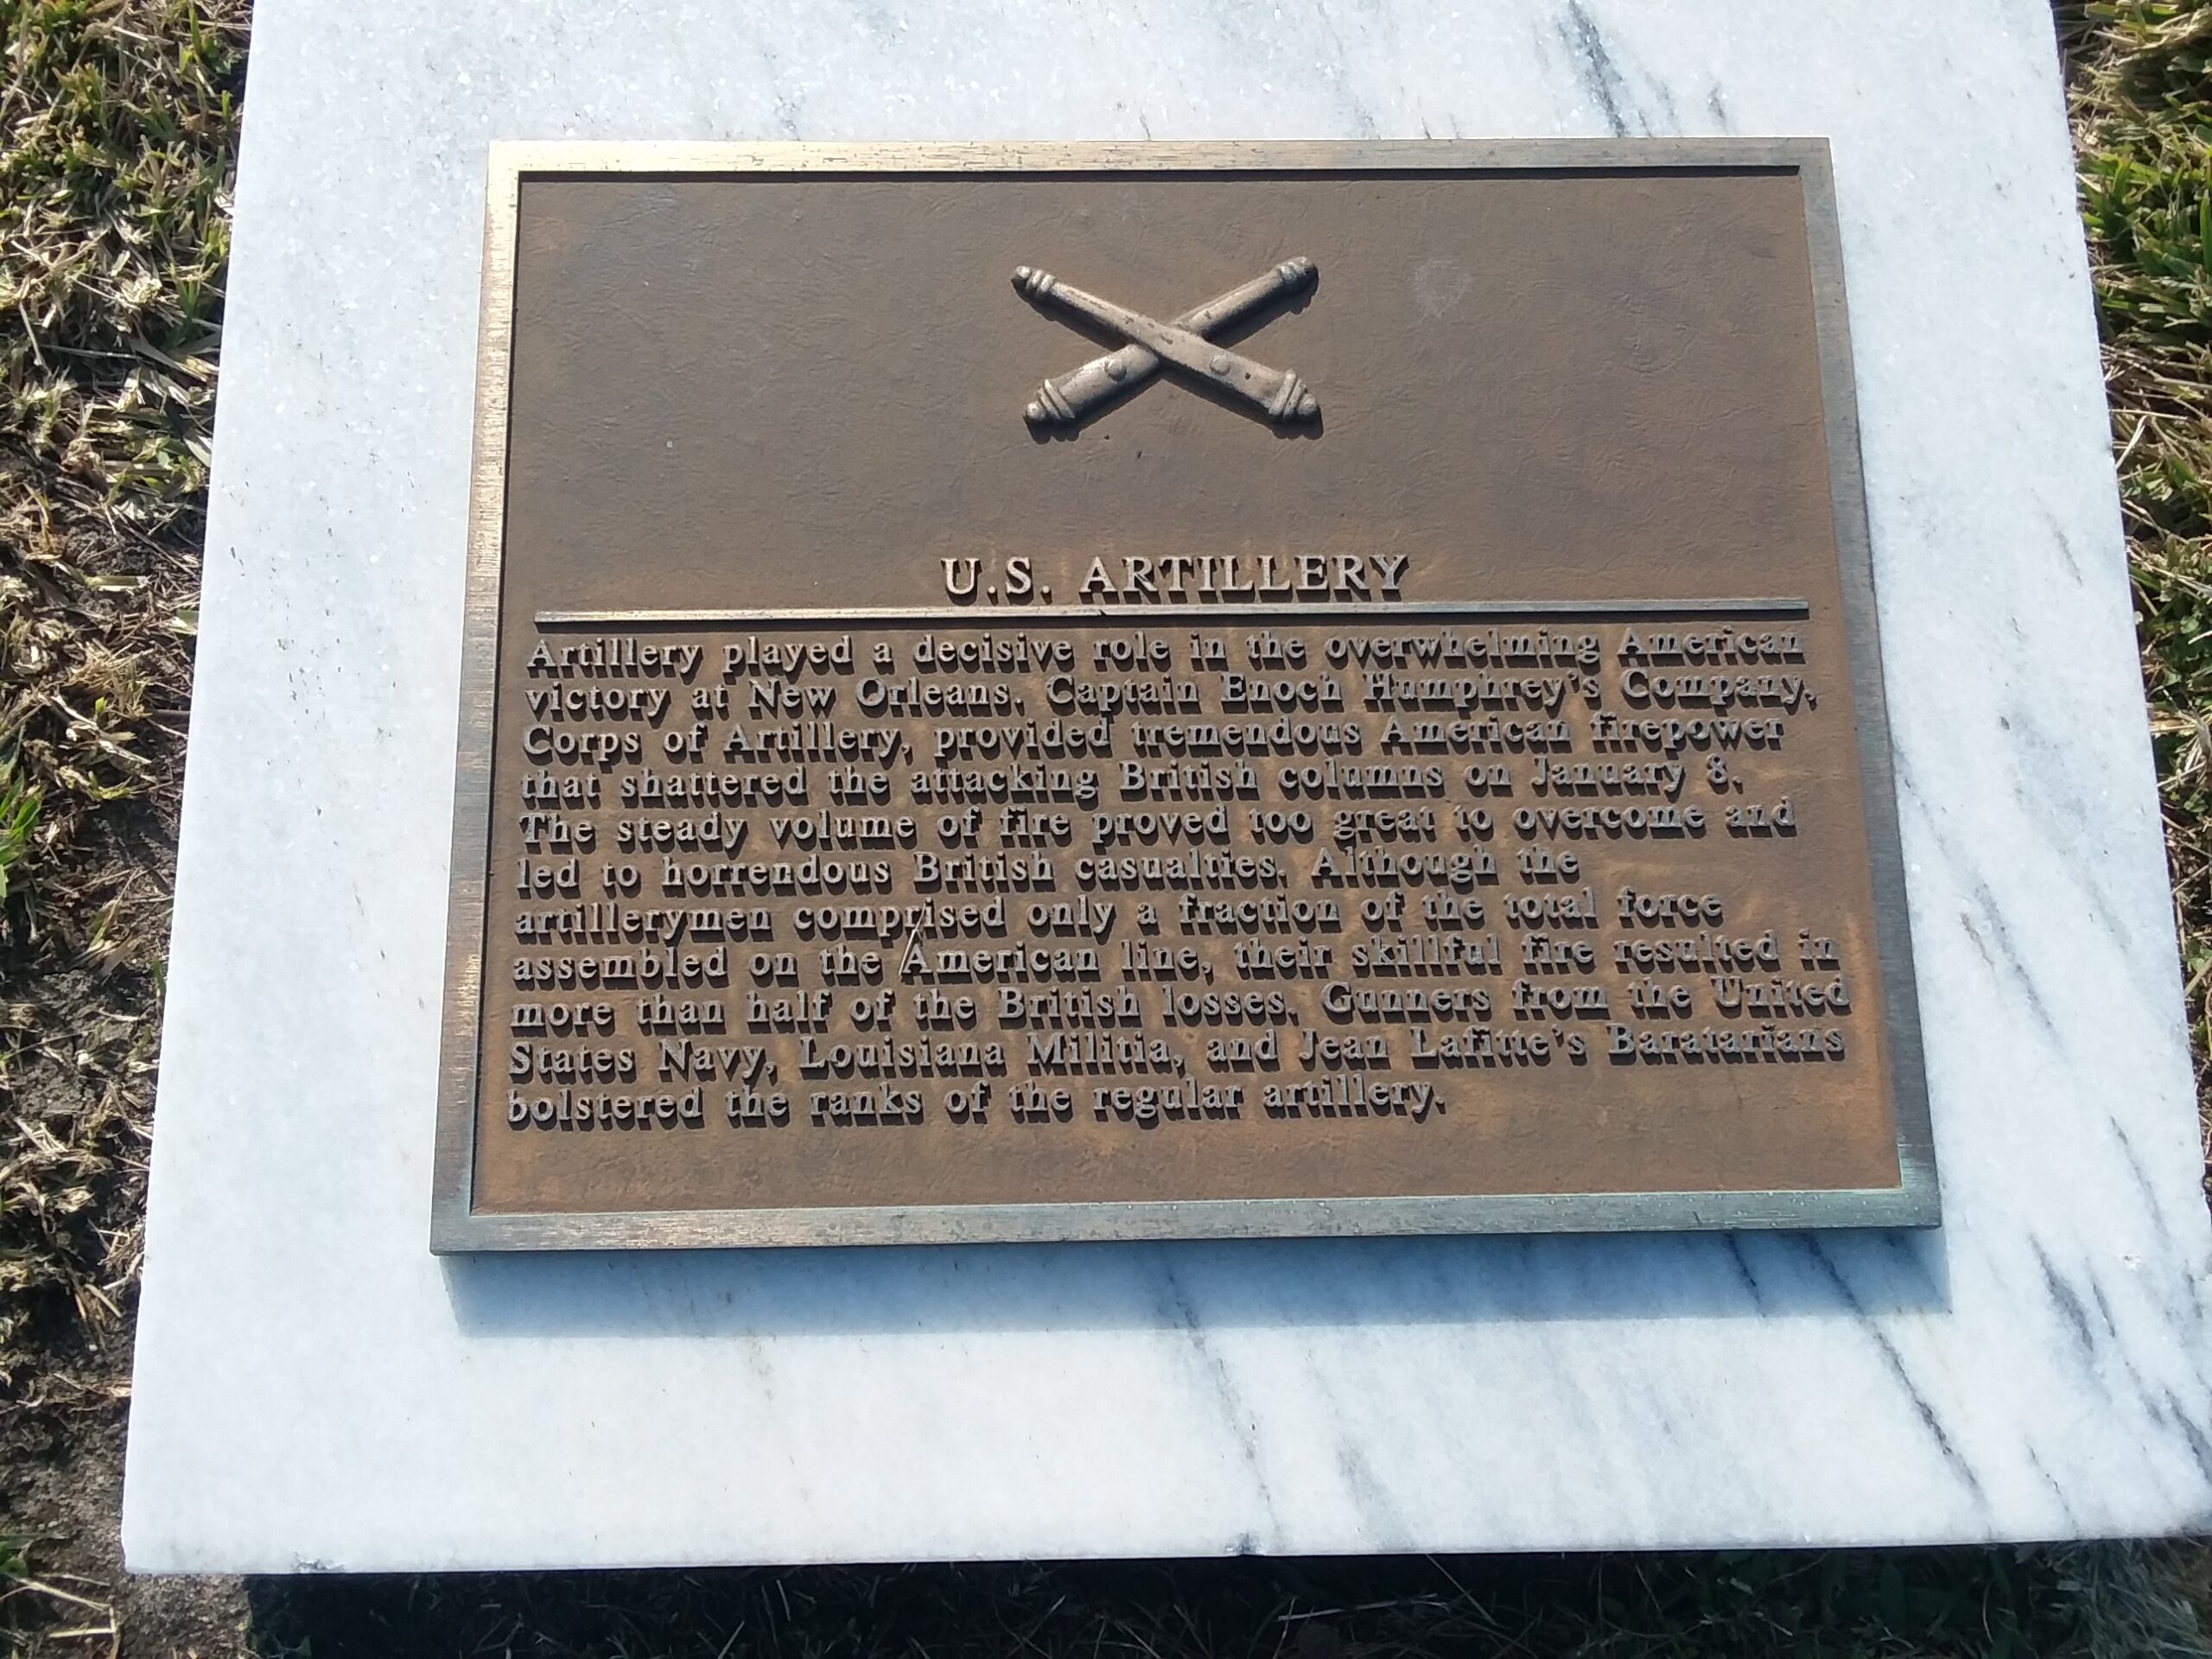 U.S. ARTILLERY
Artillery played a decisive role in the overwhelming American
victory at New Orleans. Captain Enoch Humphrey's Company,
Corps of Artillery, provided tremendous American firepower
that shattered the attacking British columns on January 8.
The steady volume of fire proved too great to overcome and
led to horrendous British casualties. Although the
artillerymen comprised only a fraction of the total force
assembled on the American line, their skillful fire resulted in
more than half of the British losses. Gunners from the United
States Navy, Louisiana Militia, and Jean Lafitte's Baratarians
bolstered the ranks of the regular artillery.